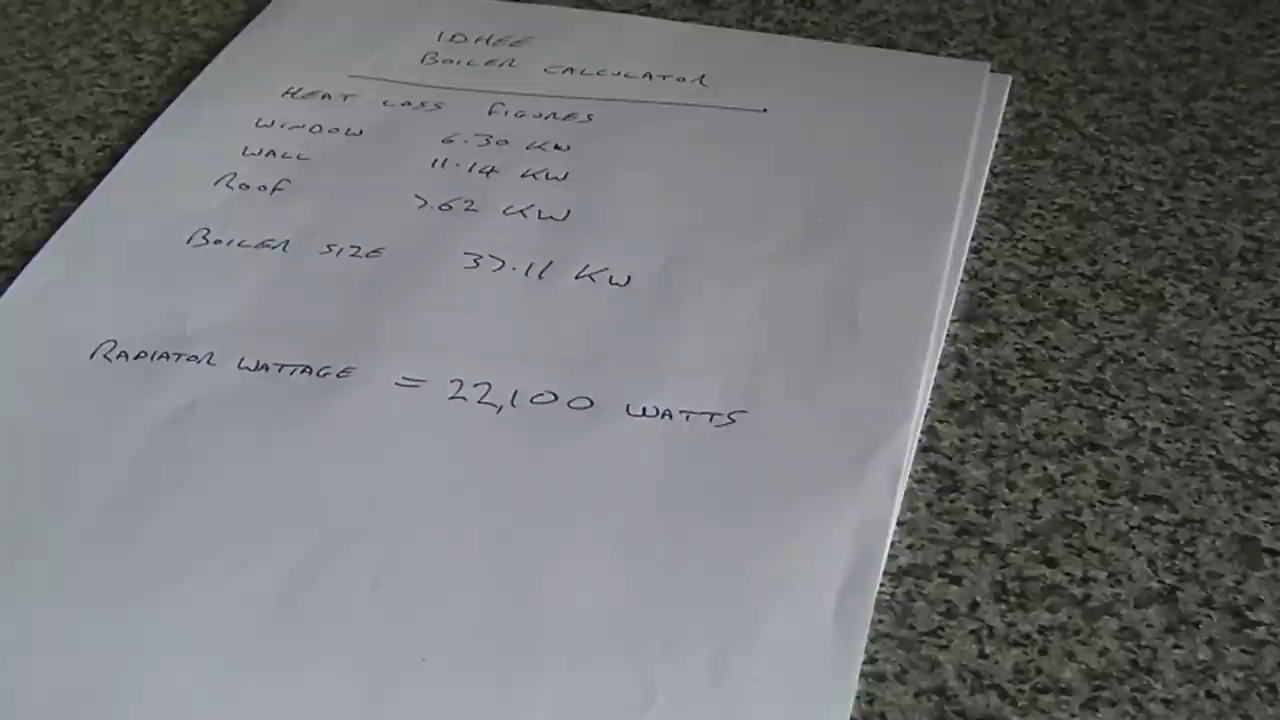 IDHEE
BOILER CALCULATOR
HEAT LOSS FIGURES
WINDOW 6.30 KW
WALL 11.14 KW
ROOF 7.62 KW
BOILER SIZE 37.11 KW
RADIATOR WATTAGE = 22,100 WATTS